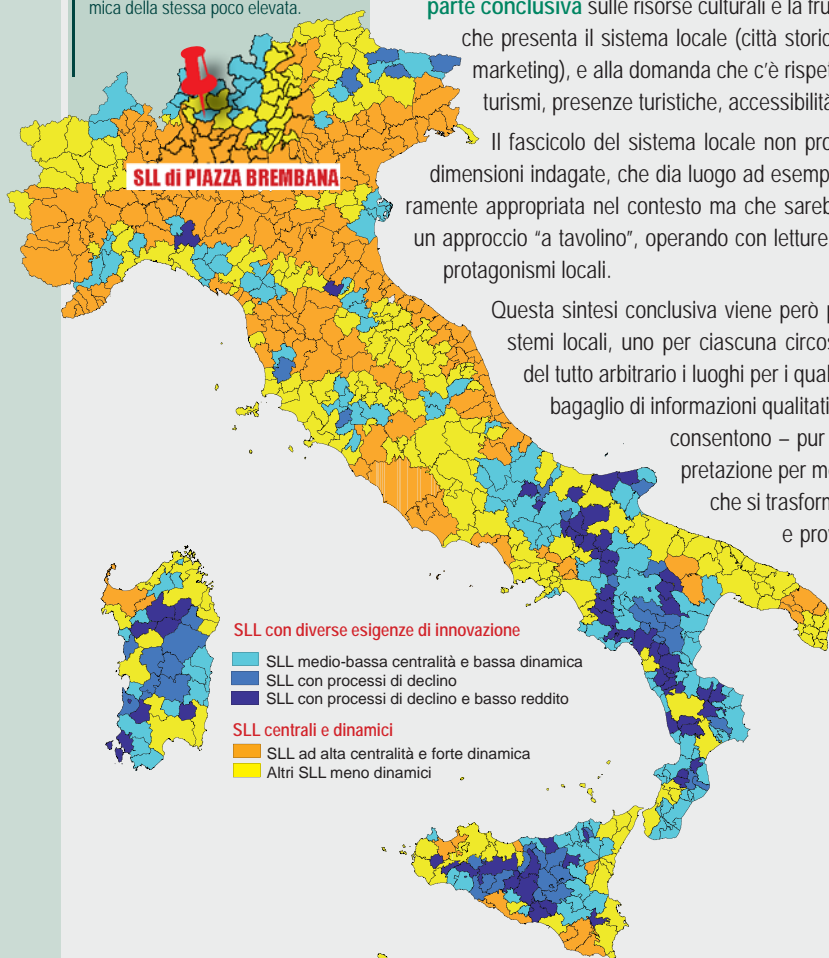 mica della stessa poco elevata.
parte conclusiva sulle risorse culturali e la fru
che presenta il sistema locale (città storic
marketing), e alla domanda che c'è rispet
turismi, presenze turistiche, accessibilità
Il fascicolo del sistema locale non pro
dimensioni indagate, che dia luogo ad esemp
ramente appropriata nel contesto ma che sareb
un approccio "a tavolino", operando con letture
protagonismi locali.
Questa sintesi conclusiva viene però p
stemi locali, uno per ciascuna circos
del tutto arbitrario i luoghi per i qual
bagaglio di informazioni qualitati
consentono – pur
pretazione per me
che si trasforn
e prot
SLL di PIAZZA BREMBANA
SLL con diverse esigenze di innovazione
SLL medio-bassa centralità e bassa dinamica
SLL con processi di declino
SLL con processi di declino e basso reddito
SLL centrali e dinamici
SLL ad alta centralità e forte dinamica
Altri SLL meno dinamici